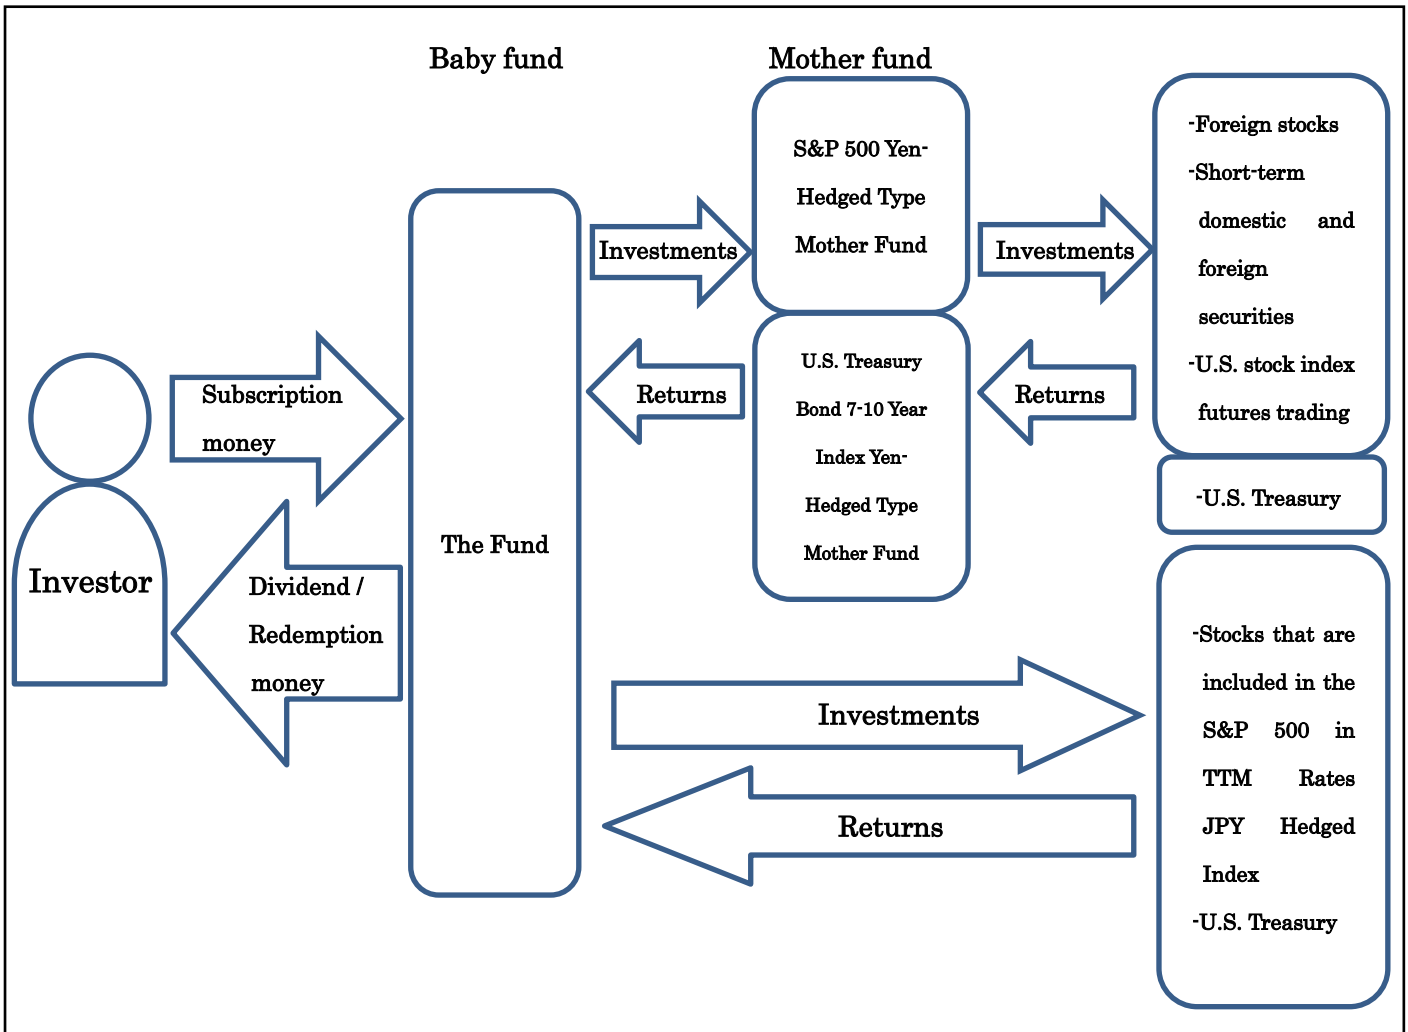 Baby fund
Mother fund
S&P 500 Yen-
Hedged Type
Mother Fund
-Foreign stocks
-Short-term
domestic and
foreign
securities
-U.S. stock index
futures trading
Investments
Investments
Returns
Returns
U.S. Treasury
Bond 7-10 Year
Index Yen-
Hedged Type
Mother Fund
-U.S. Treasury
Subscription
money
Investor
Dividend /
Redemption
money
The Fund
Investments
Returns
-Stocks that are
included in the
S&P 500 in
TTM Rates
JPY Hedged
Index
-U.S. Treasury